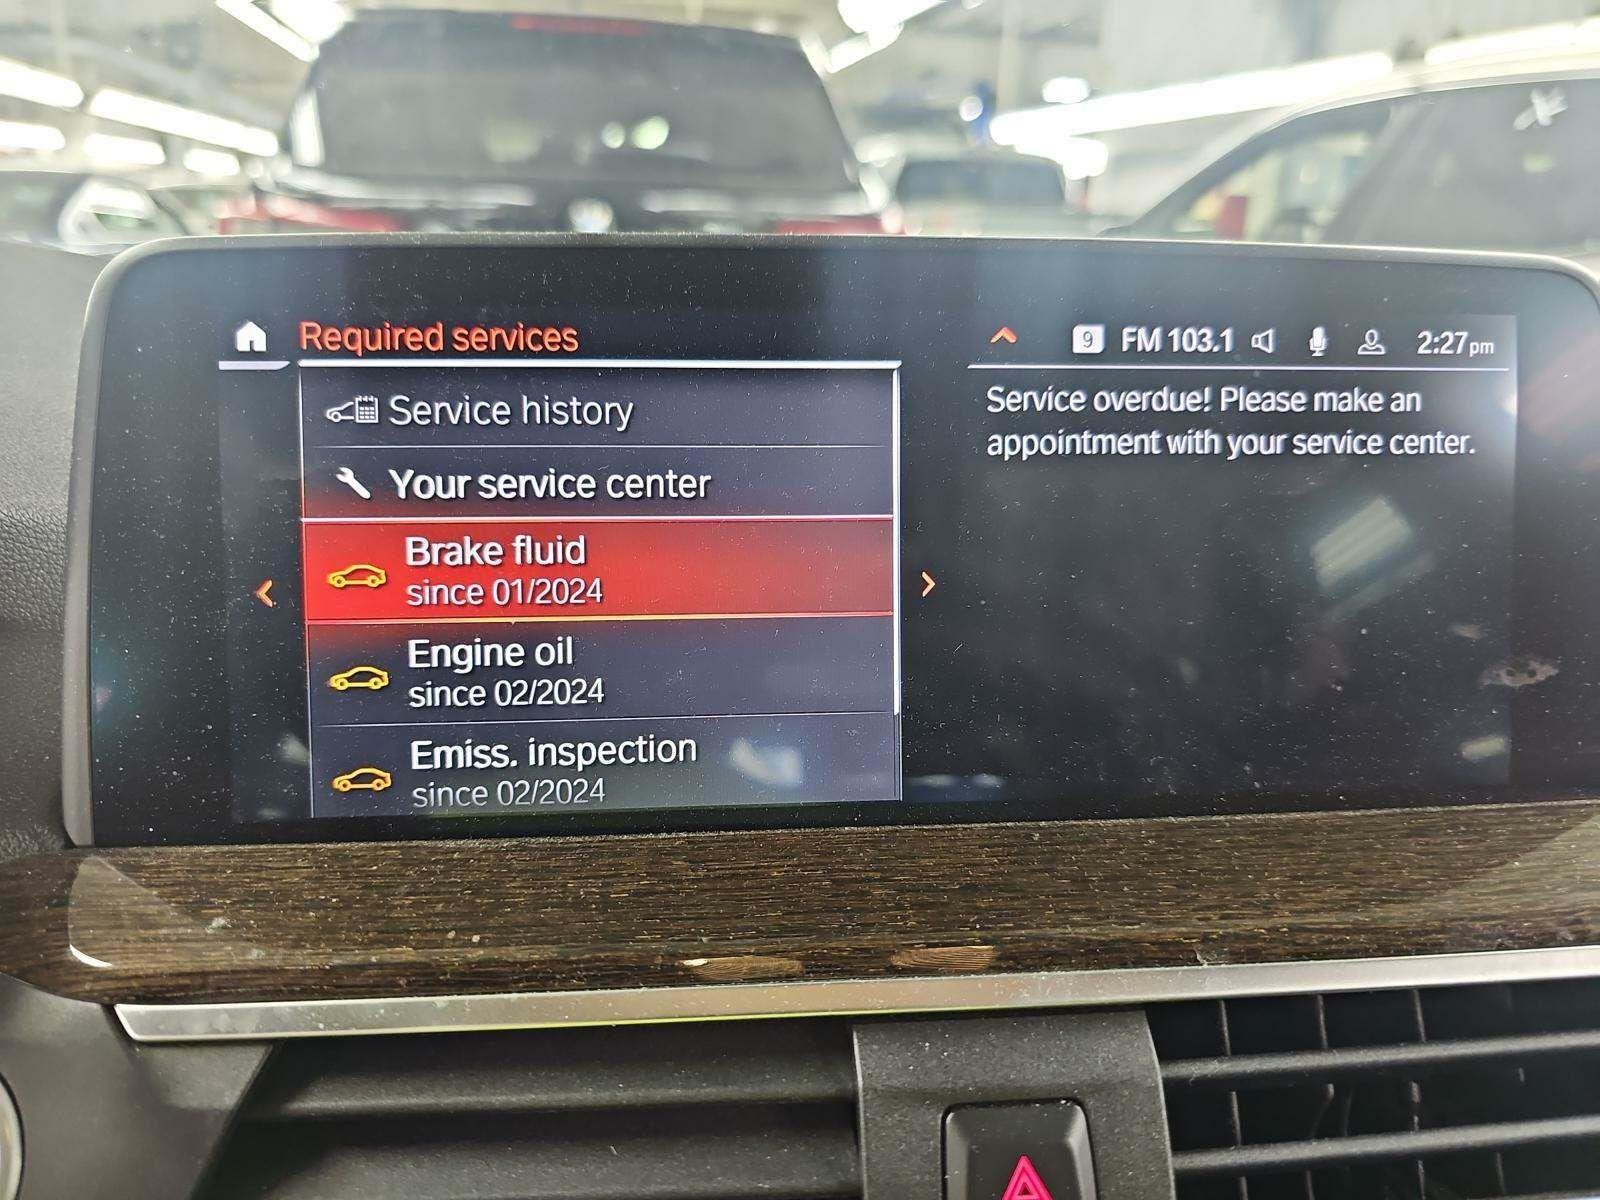 Required services
9 FM 103.1 2:27pm
Service history
Your service center
Brake fluid
since 01/2024
Engine oil
since 02/2024
Emiss. inspection
since 02/2024
Service overdue! Please make an
appointment with your service center.